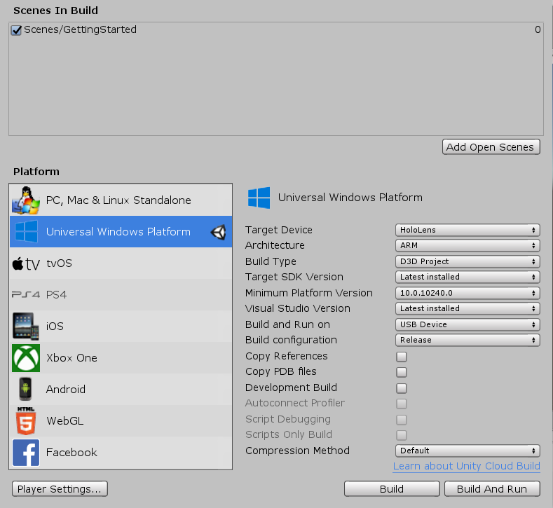 Scenes In Build
Scenes/GettingStarted 0
Add Open Scenes
Platform
PC, Mac & Linux Standalone
Universal Windows Platform
tv tvOS
PS4 PS4
iOS
Xbox One
Android
HTML 5 WebGL
f Facebook
Player Settings...
Universal Windows Platform
Target Device HoloLens
Architecture ARM
Build Type D3D Project
Target SDK Version Latest installed
Minimum Platform Version 10.0.10240.0
Visual Studio Version Latest installed
Build and Run on USB Device
Build configuration Release
Copy References
Copy PDB files
Development Build
Autoconnect Profiler
Script Debugging
Scripts Only Build
Compression Method Default
Learn about Unity Cloud Build
Build Build And Run